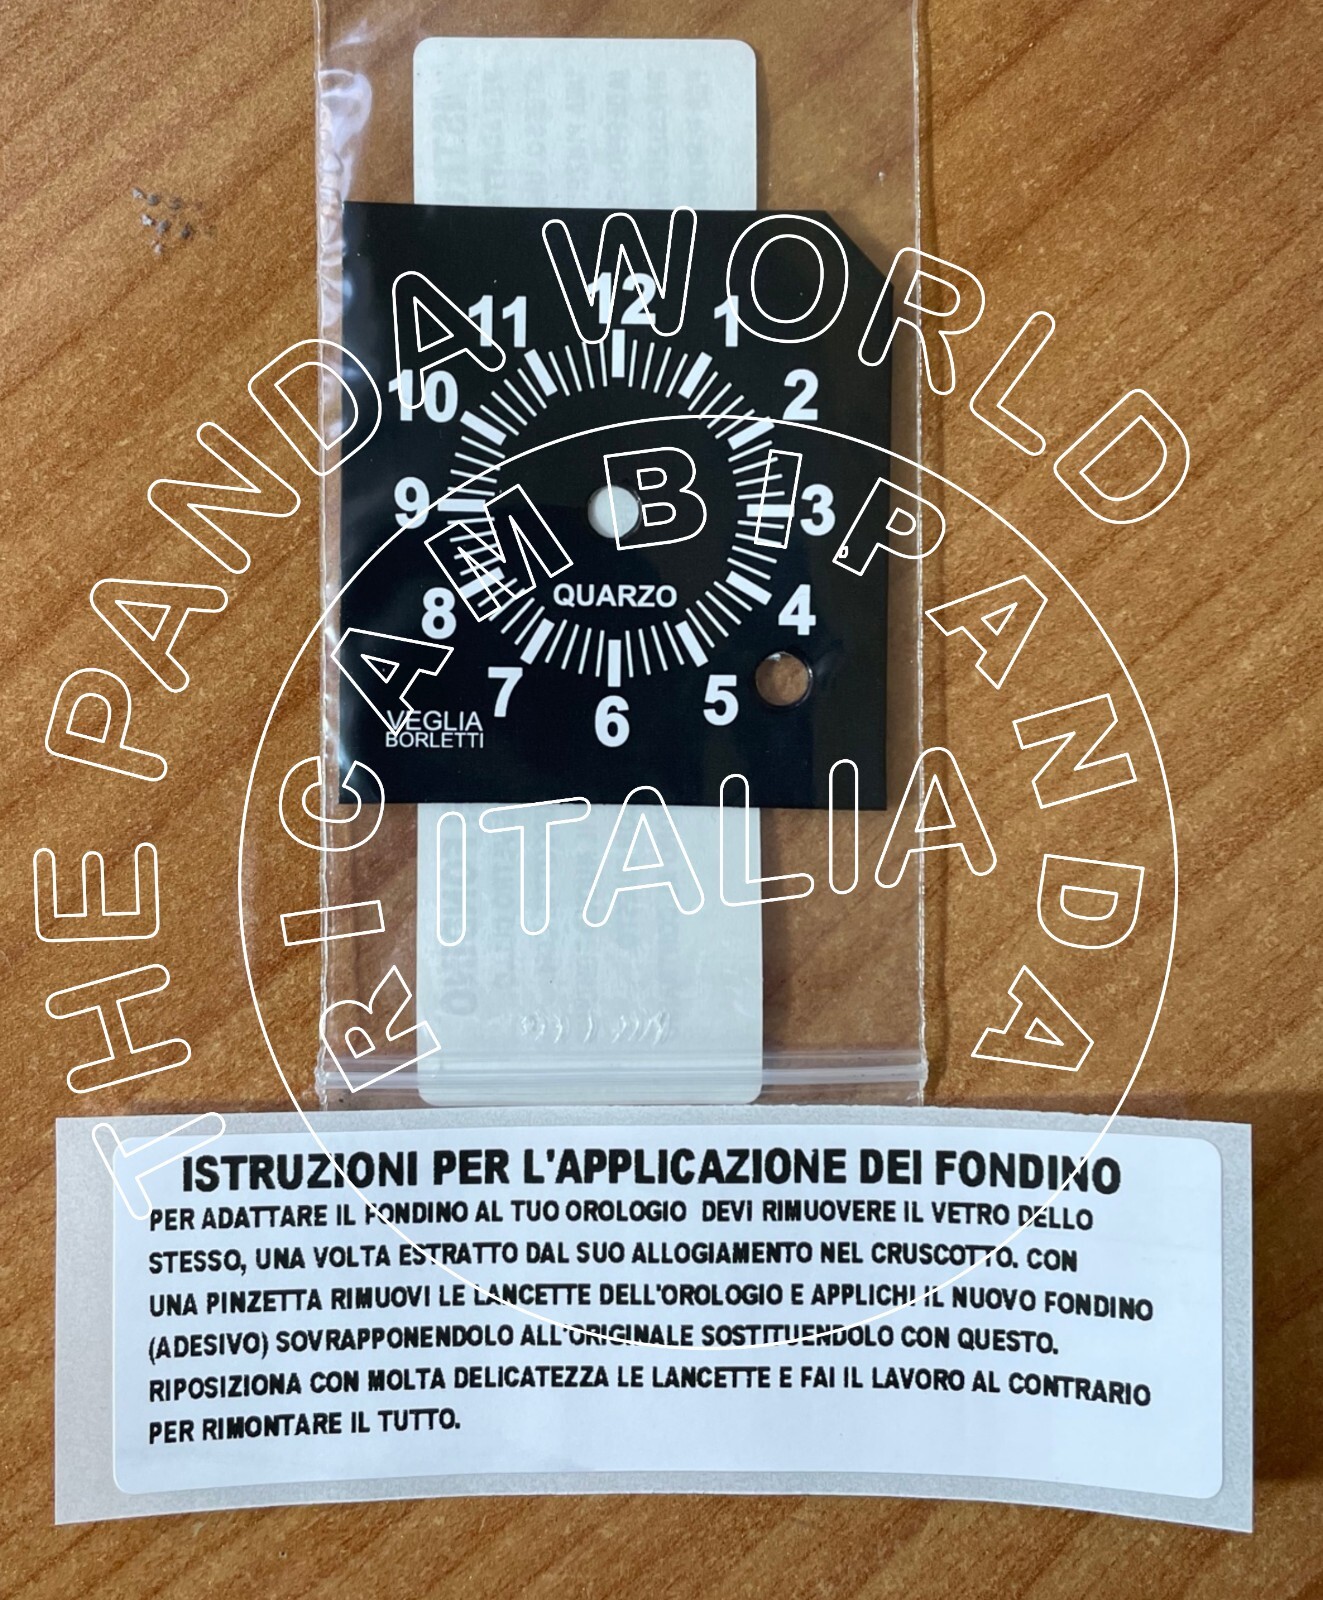 THE PANDA WORLD
RICAMBI PANDA
ITALIA
12
11
1
10
2
9
3
8
4
7
5
6
QUARZO
VEGLIA
BORLETTI
ISTRUZIONI PER L'APPLICAZIONE DEI FONDINO
PER ADATTARE IL FONDINO AL TUO OROLOGIO DEVI RIMUOVERE IL VETRO DELLO
STESSO, UNA VOLTA ESTRATTO DAL SUO ALLOGIAMENTO NEL CRUSCOTTO. CON
UNA PINZETTA RIMUOVI LE LANCETTE DELL'OROLOGIO E APPLICHI IL NUOVO FONDINO
(ADESIVO) SOVRAPPONENDOLO ALL'ORIGINALE SOSTITUENDOLO CON QUESTO.
RIPOSIZIONA CON MOLTA DELICATEZZA LE LANCETTE E FAI IL LAVORO AL CONTRARIO
PER RIMONTARE IL TUTTO.